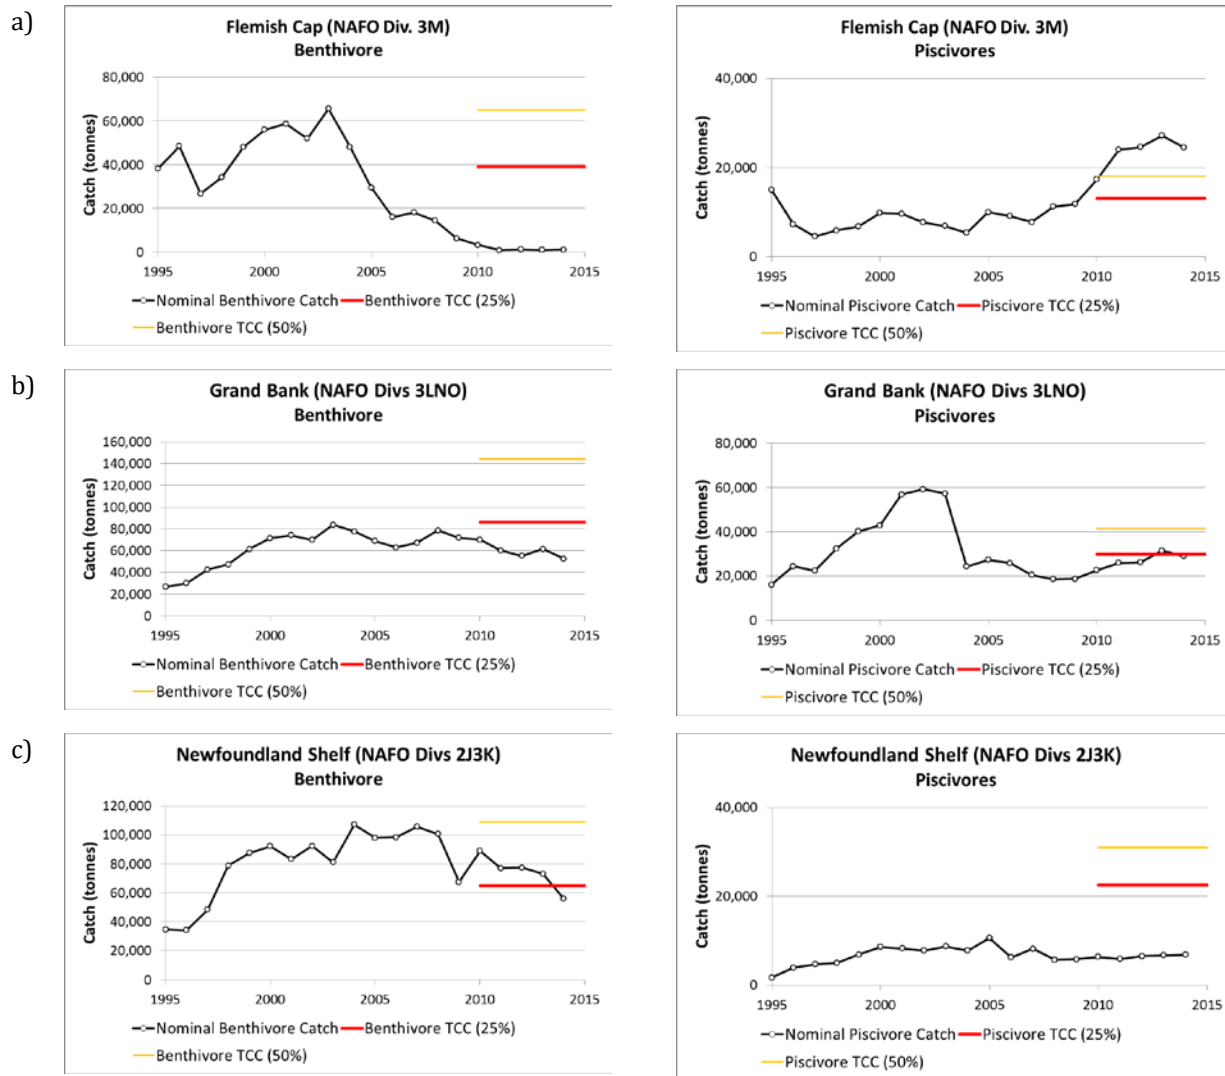 a)
Flemish Cap (NAFO Div. 3M)
Benthivore
Catch (tonnes)
80,000
60,000
40,000
20,000
0
1995 2000 2005 2010 2015
Nominal Benthivore Catch Benthivore TCC (25%)
Benthivore TCC (50%)
Flemish Cap (NAFO Div. 3M)
Piscivores
Catch (tonnes)
40,000
20,000
0
1995 2000 2005 2010 2015
Nominal Piscivore Catch Piscivore TCC (25%)
Piscivore TCC (50%)
b)
Grand Bank (NAFO Divs 3LNO)
Benthivore
Catch (tonnes)
160,000
140,000
120,000
100,000
80,000
60,000
40,000
20,000
0
1995 2000 2005 2010 2015
Nominal Benthivore Catch Benthivore TCC (25%)
Benthivore TCC (50%)
Grand Bank (NAFO Divs 3LNO)
Piscivores
Catch (tonnes)
80,000
60,000
40,000
20,000
0
1995 2000 2005 2010 2015
Nominal Piscivore Catch Piscivore TCC (25%)
Piscivore TCC (50%)
c)
Newfoundland Shelf (NAFO Divs 2J3K)
Benthivore
Catch (tonnes)
120,000
100,000
80,000
60,000
40,000
20,000
0
1995 2000 2005 2010 2015
Nominal Benthivore Catch Benthivore TCC (25%)
Benthivore TCC (50%)
Newfoundland Shelf (NAFO Divs 2J3K)
Piscivores
Catch (tonnes)
40,000
20,000
0
1995 2000 2005 2010 2015
Nominal Piscivore Catch Piscivore TCC (25%)
Piscivore TCC (50%)